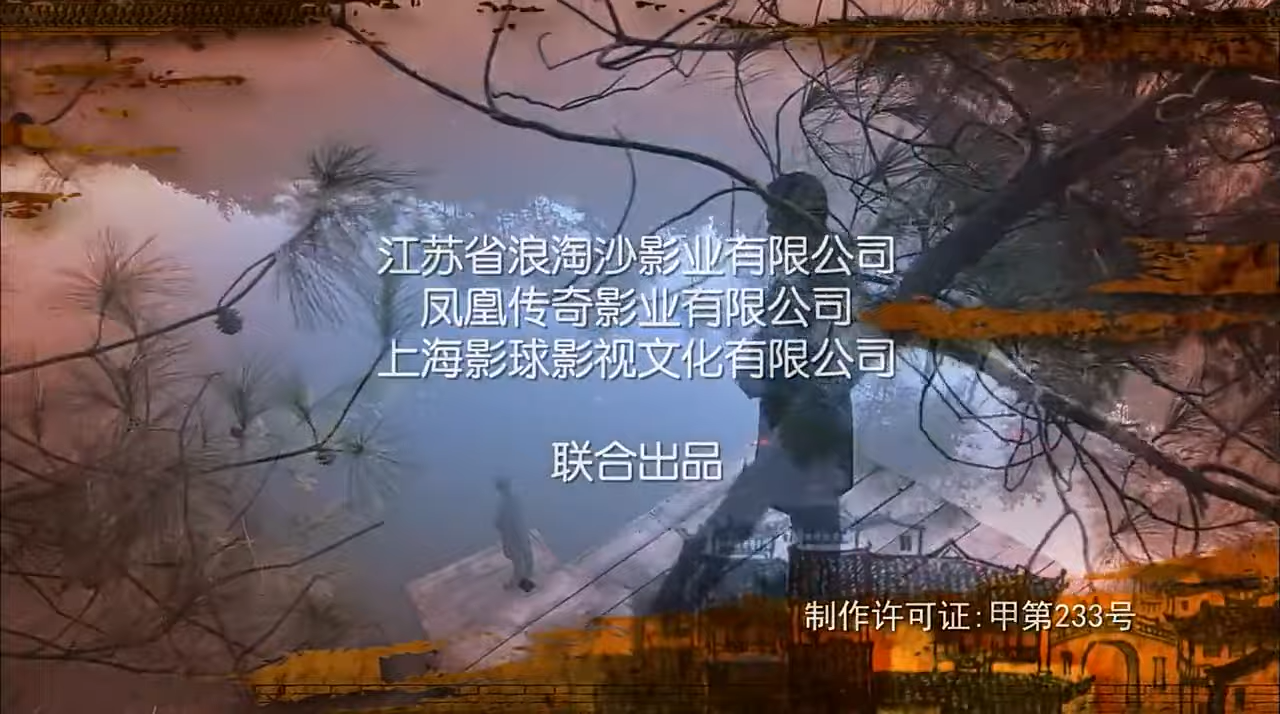 江苏省浪淘沙影业有限公司
凤凰传奇影业有限公司
上海影球影视文化有限公司
联合出品
制作许可证:甲第233号